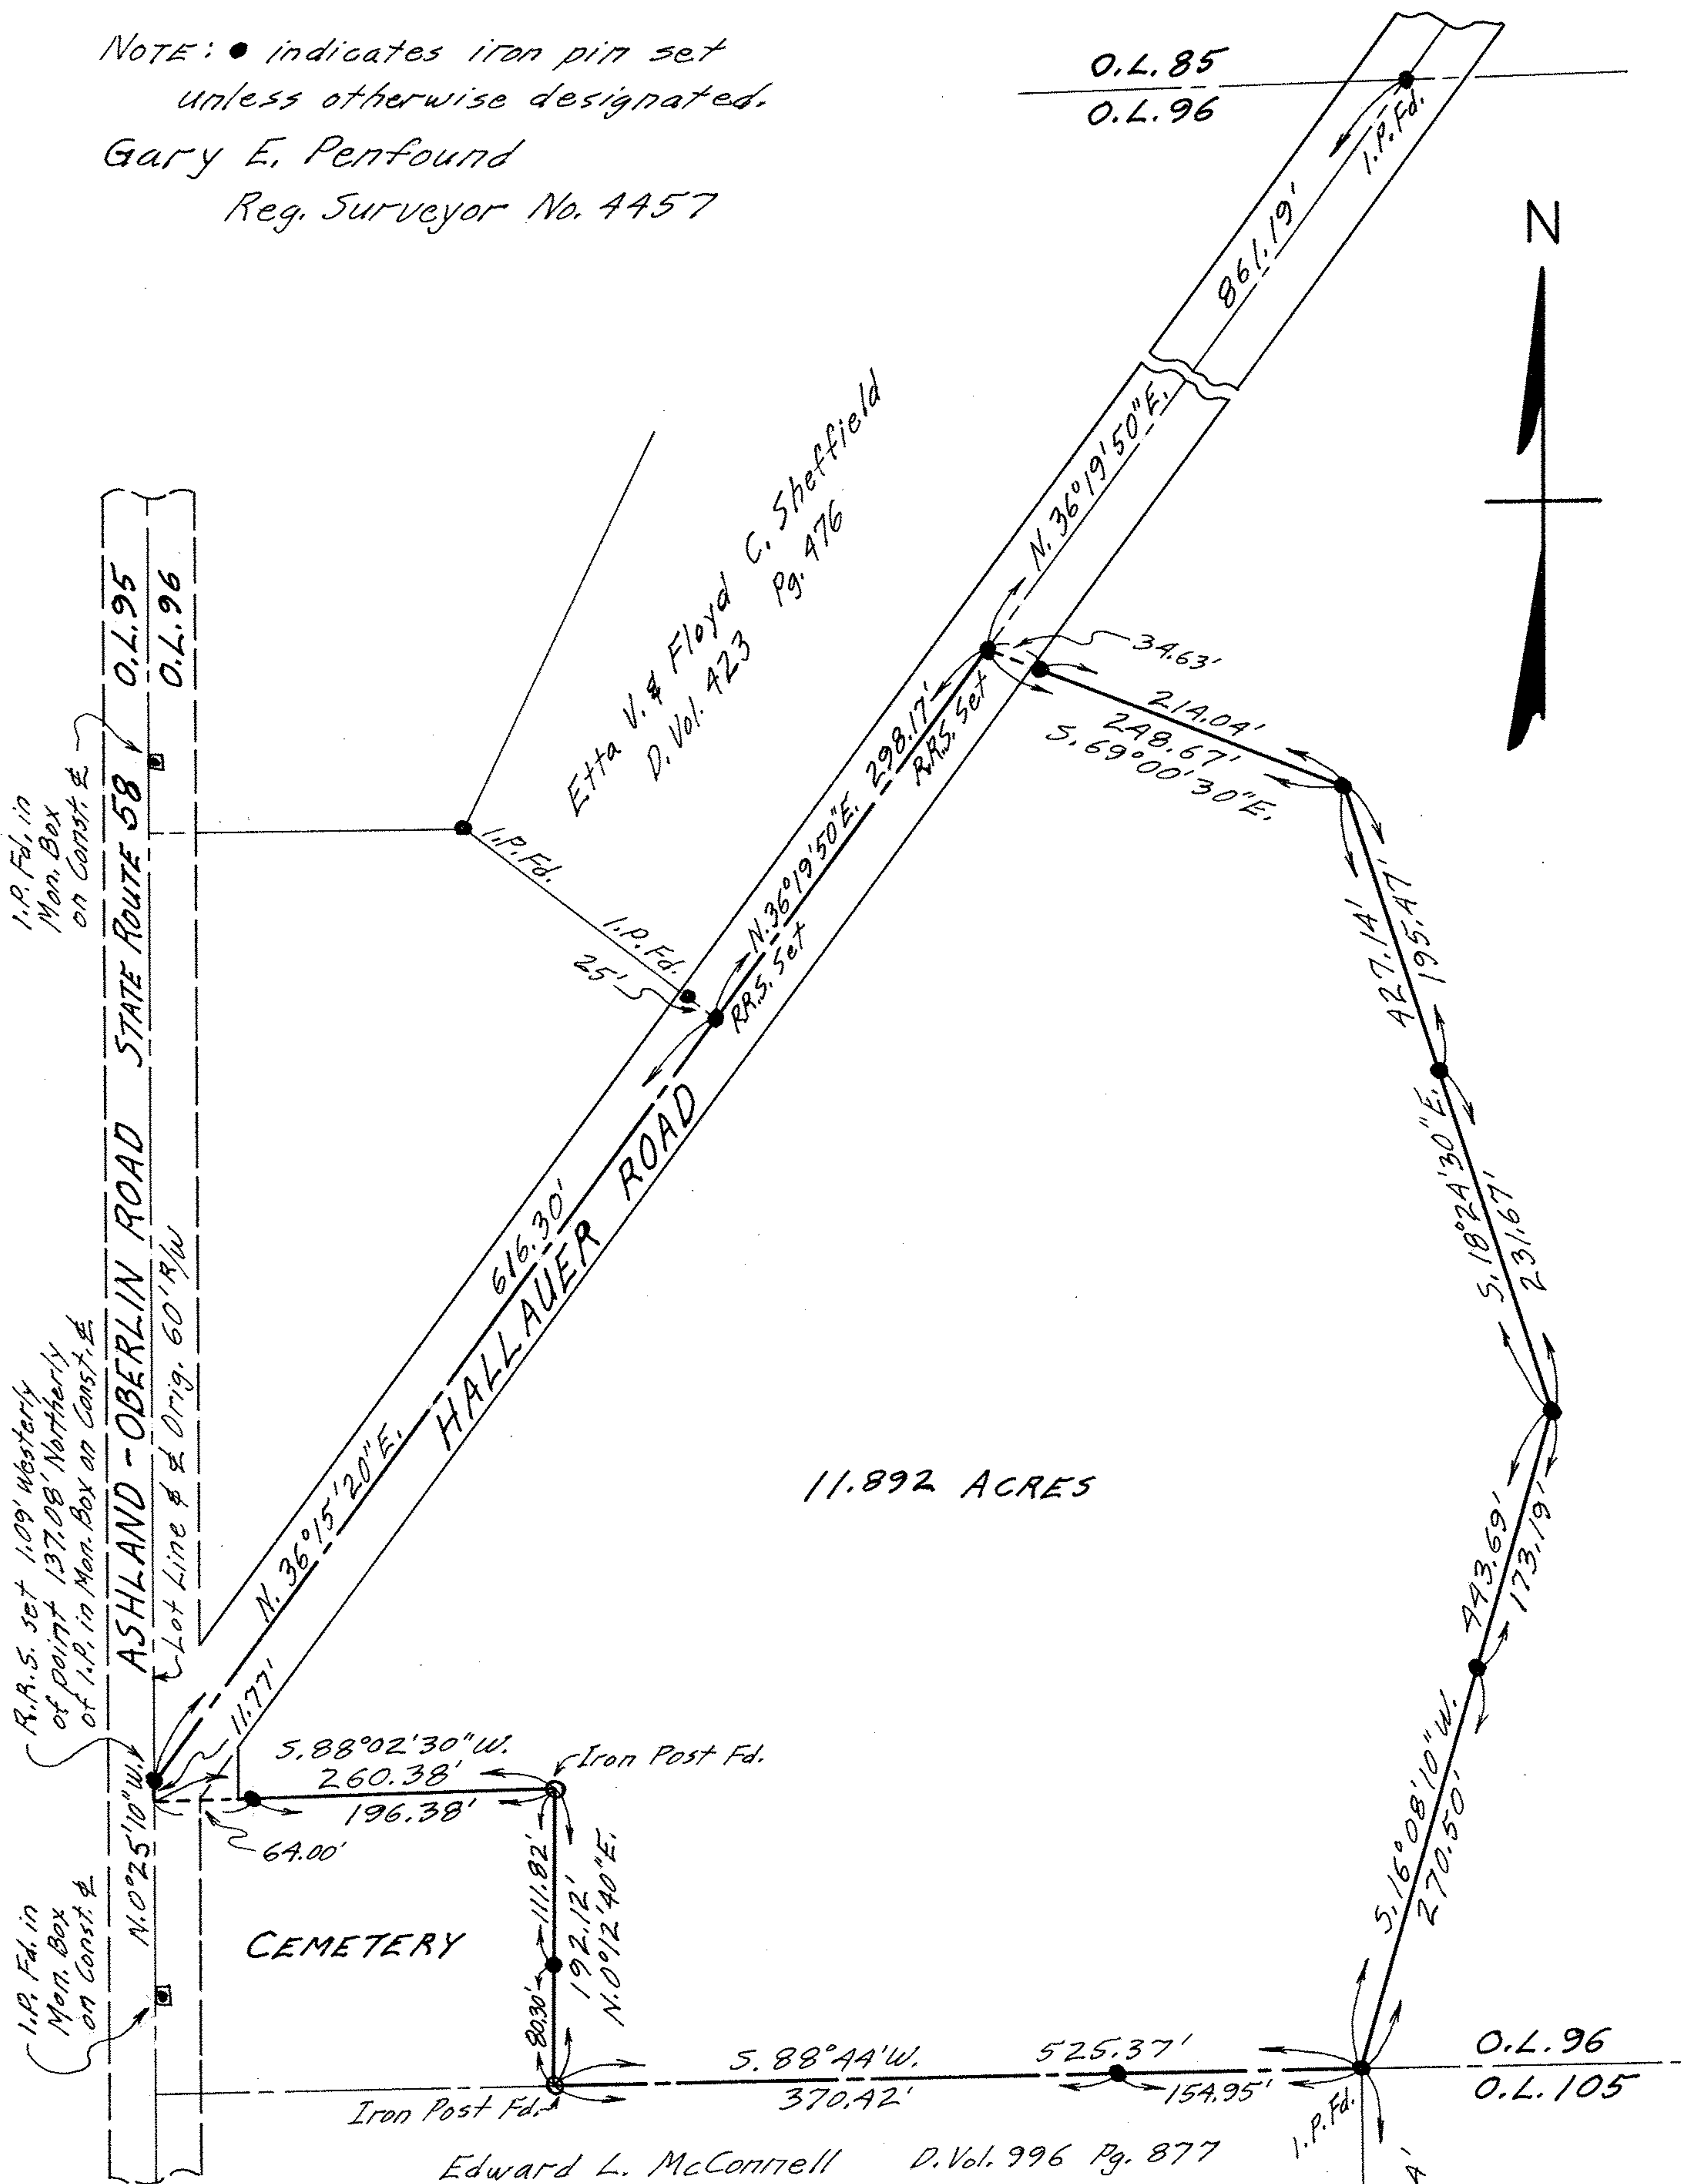 NOTE: ● indicates iron pin set
unless otherwise designated.
Gary E. Penfound
Reg. Surveyor No. 4457
O.L. 85
O.L. 96
I.P. Fd.
861.19'
N
N. 36°19'50"E.
Etta V. & Floyd C. Sheffield
D. Vol. 423 Pg. 476
O.L. 95
O.L. 96
34.63'
214.04'
248.67'
S. 69°00'30"E.
298.17'
R.R.S. Set
N. 36°19'50"E.
R.R.S. Set
I.P. Fd.
I.P. Fd.
25'
I.P. Fd. in
Mon. Box
on Const. ℄
STATE ROUTE 58
ASHLAND - OBERLIN ROAD
Lot Line & ℄ Orig. 60' R/W
427.14'
195.47'
S. 18°24'30"E.
231.67'
616.30'
N. 36°15'20"E.
HALLAUER ROAD
11.892 ACRES
R.R.S. set 1.09' Westerly
of point 137.08' Northerly
of I.P. in Mon. Box on Const. ℄
443.69'
173.19'
S. 16°08'10"W.
270.50'
11.77'
S. 88°02'30"W.
260.38'
196.38'
Iron Post Fd.
64.00'
N. 0°25'10"W.
I.P. Fd. in
Mon. Box
on Const. ℄
CEMETERY
111.82'
80.30'
192.12'
N. 0°12'40"E.
S. 88°44'W.
525.37'
370.42'
154.95'
Iron Post Fd.
I.P. Fd.
O.L. 96
O.L. 105
Edward L. McConnell D. Vol. 996 Pg. 877
4'